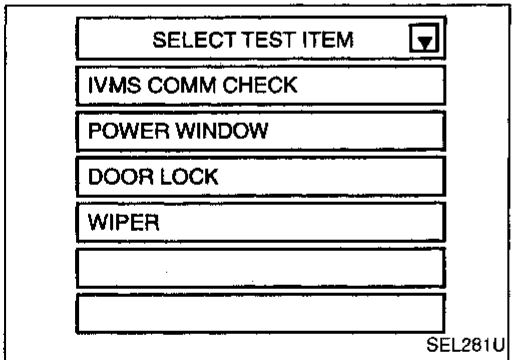 SELECT TEST ITEM
IVMS COMM CHECK
POWER WINDOW
DOOR LOCK
WIPER
SEL281U